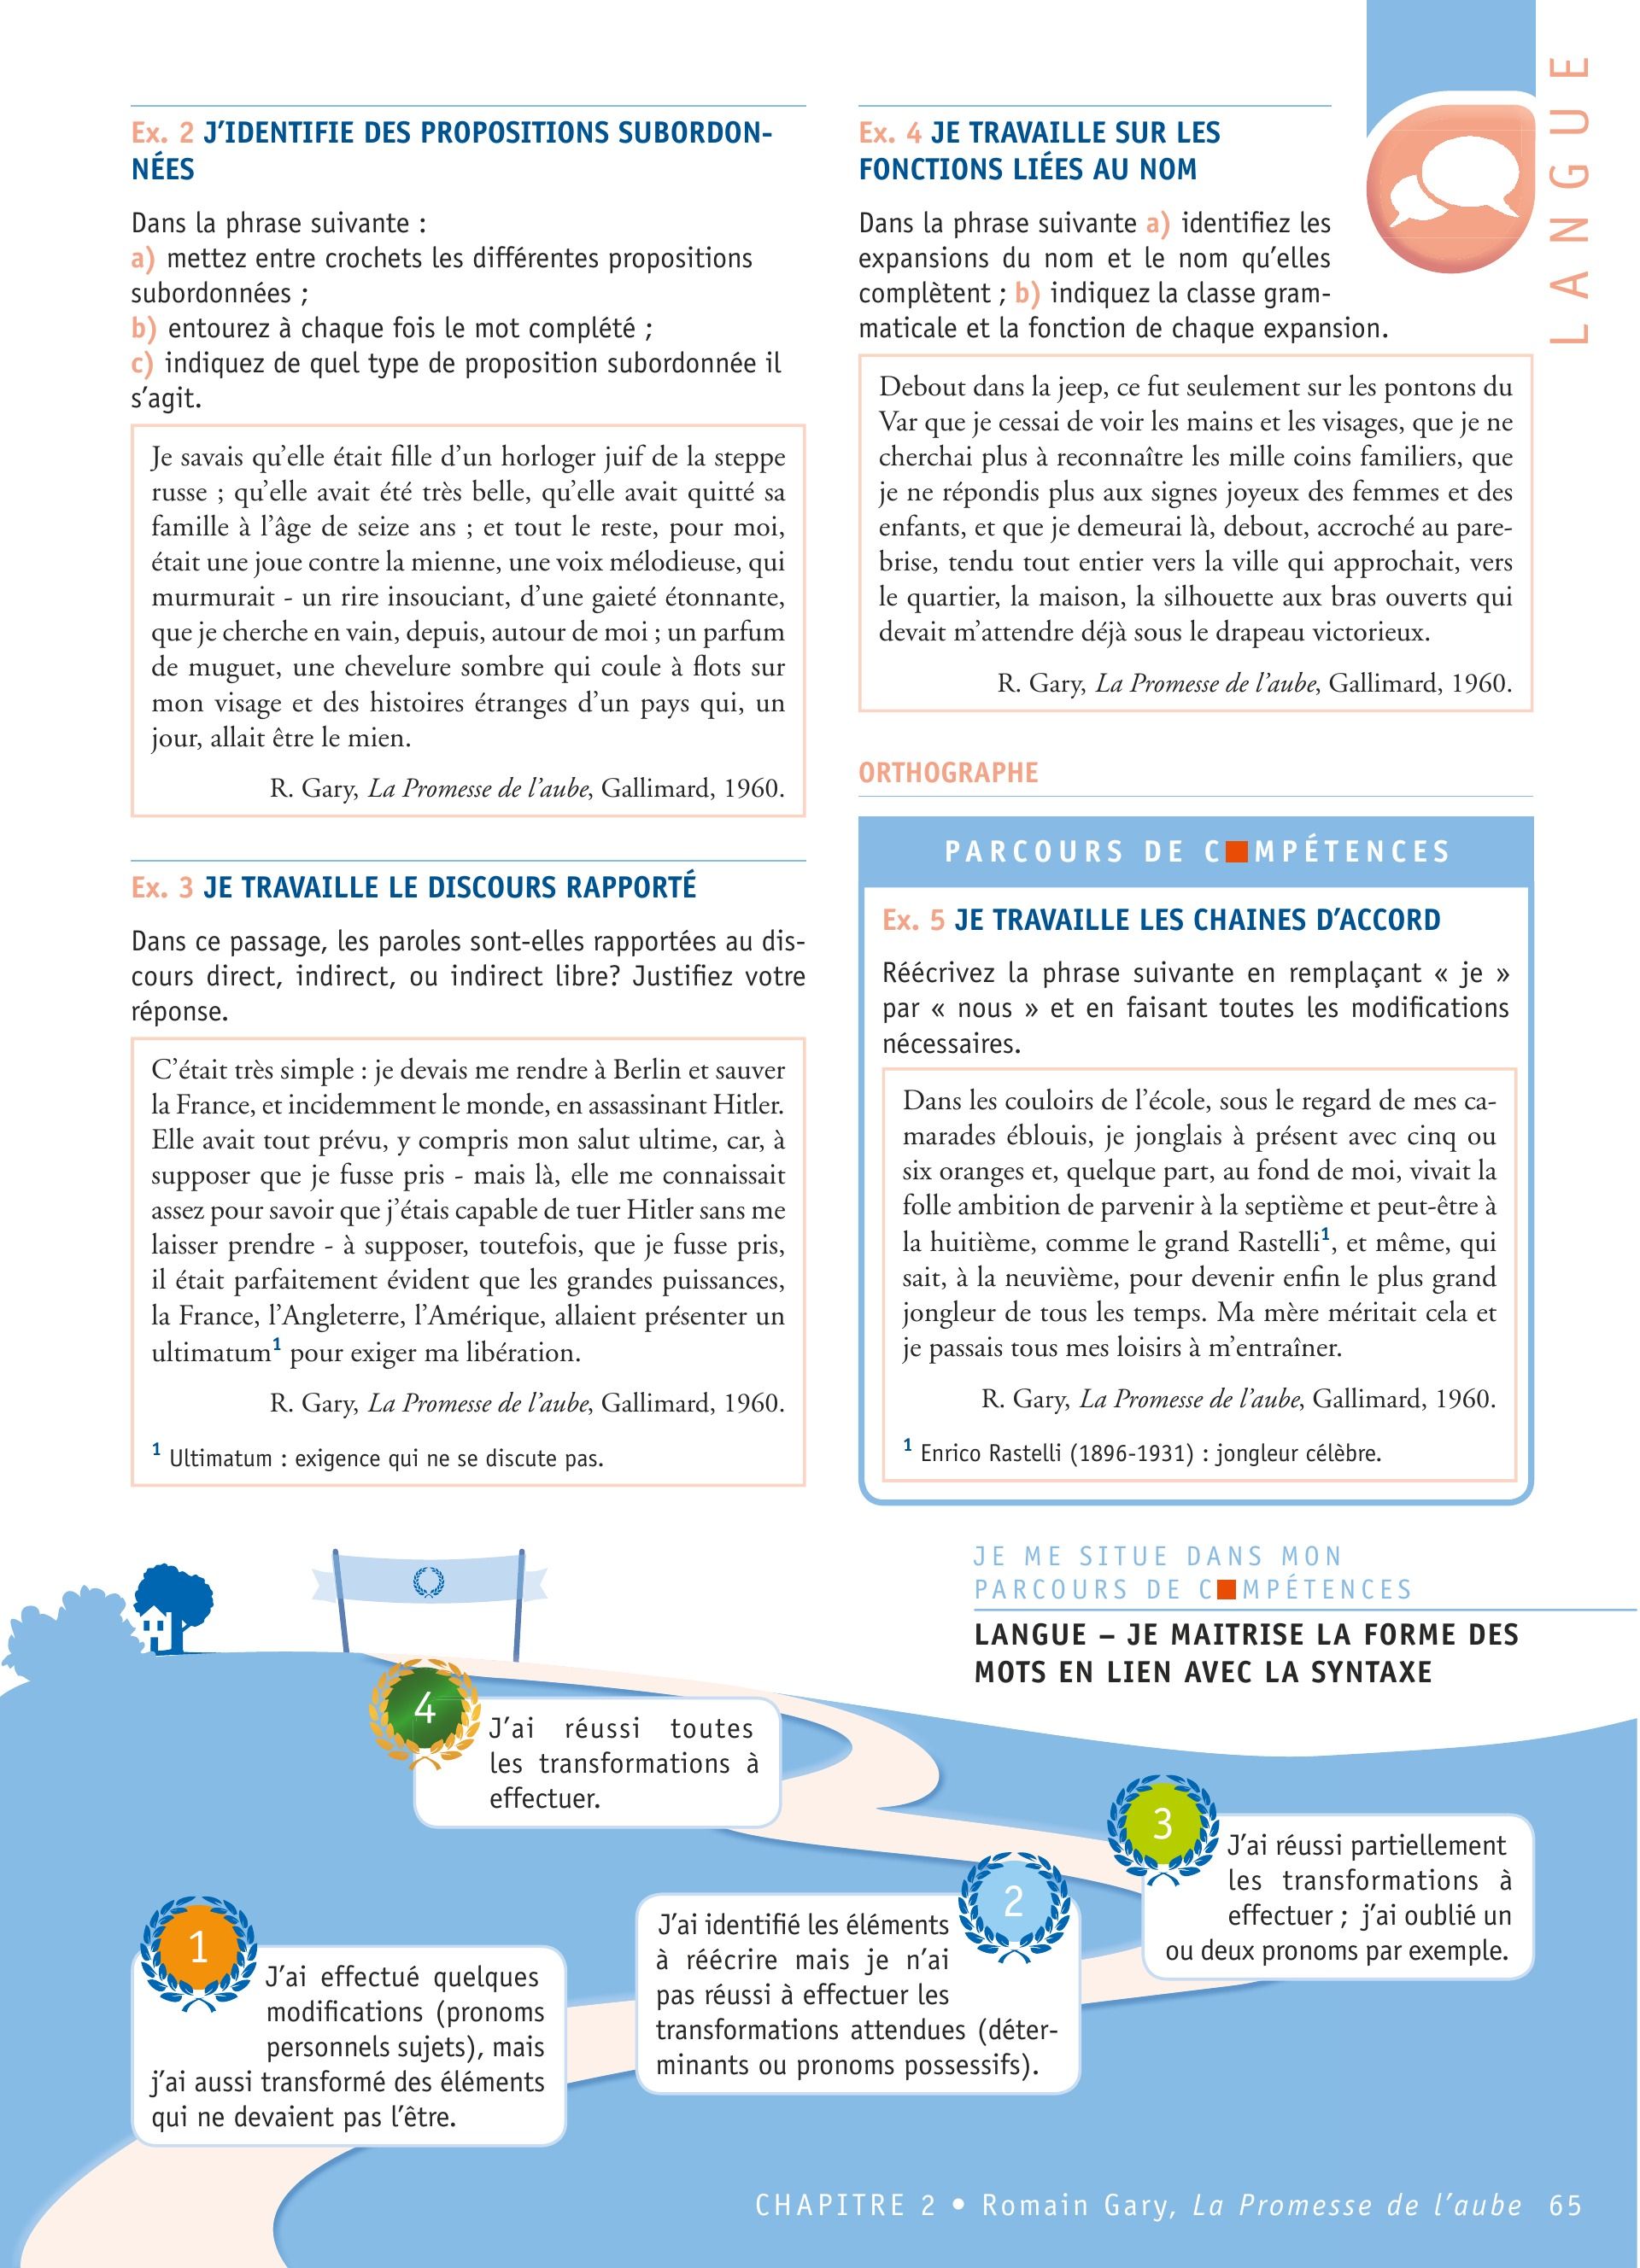 LANGUE
Ex. 2 J’IDENTIFIE DES PROPOSITIONS SUBORDON-
NÉES
Dans la phrase suivante :
a) mettez entre crochets les différentes propositions
subordonnées ;
b) entourez à chaque fois le mot complété ;
c) indiquez de quel type de proposition subordonnée il
s’agit.
Je savais qu’elle était fille d’un horloger juif de la steppe
russe ; qu’elle avait été très belle, qu’elle avait quitté sa
famille à l’âge de seize ans ; et tout le reste, pour moi,
était une joue contre la mienne, une voix mélodieuse, qui
murmurait - un rire insouciant, d’une gaieté étonnante,
que je cherche en vain, depuis, autour de moi ; un parfum
de muguet, une chevelure sombre qui coule à flots sur
mon visage et des histoires étranges d’un pays qui, un
jour, allait être le mien.
R. Gary, La Promesse de l’aube, Gallimard, 1960.
Ex. 3 JE TRAVAILLE LE DISCOURS RAPPORTÉ
Dans ce passage, les paroles sont-elles rapportées au dis-
cours direct, indirect, ou indirect libre? Justifiez votre
réponse.
C’était très simple : je devais me rendre à Berlin et sauver
la France, et incidemment le monde, en assassinant Hitler.
Elle avait tout prévu, y compris mon salut ultime, car, à
supposer que je fusse pris - mais là, elle me connaissait
assez pour savoir que j’étais capable de tuer Hitler sans me
laisser prendre - à supposer, toutefois, que je fusse pris,
il était parfaitement évident que les grandes puissances,
la France, l’Angleterre, l’Amérique, allaient présenter un
ultimatum1 pour exiger ma libération.
R. Gary, La Promesse de l’aube, Gallimard, 1960.
1 Ultimatum : exigence qui ne se discute pas.
Ex. 4 JE TRAVAILLE SUR LES
FONCTIONS LIÉES AU NOM
Dans la phrase suivante a) identifiez les
expansions du nom et le nom qu’elles
complètent ; b) indiquez la classe gram-
maticale et la fonction de chaque expansion.
Debout dans la jeep, ce fut seulement sur les pontons du
Var que je cessai de voir les mains et les visages, que je ne
cherchai plus à reconnaître les mille coins familiers, que
je ne répondis plus aux signes joyeux des femmes et des
enfants, et que je demeurai là, debout, accroché au pare-
brise, tendu tout entier vers la ville qui approchait, vers
le quartier, la maison, la silhouette aux bras ouverts qui
devait m’attendre déjà sous le drapeau victorieux.
R. Gary, La Promesse de l’aube, Gallimard, 1960.
ORTHOGRAPHE
PARCOURS DE C■MPÉTENCES
Ex. 5 JE TRAVAILLE LES CHAINES D’ACCORD
Réécrivez la phrase suivante en remplaçant « je »
par « nous » et en faisant toutes les modifications
nécessaires.
Dans les couloirs de l’école, sous le regard de mes ca-
marades éblouis, je jonglais à présent avec cinq ou
six oranges et, quelque part, au fond de moi, vivait la
folle ambition de parvenir à la septième et peut-être à
la huitième, comme le grand Rastelli1, et même, qui
sait, à la neuvième, pour devenir enfin le plus grand
jongleur de tous les temps. Ma mère méritait cela et
je passais tous mes loisirs à m’entraîner.
R. Gary, La Promesse de l’aube, Gallimard, 1960.
1 Enrico Rastelli (1896-1931) : jongleur célèbre.
JE ME SITUE DANS MON
PARCOURS DE C■MPÉTENCES
LANGUE – JE MAITRISE LA FORME DES
MOTS EN LIEN AVEC LA SYNTAXE
4
J’ai réussi toutes
les transformations à
effectuer.
3
J’ai réussi partiellement
les transformations à
effectuer ; j’ai oublié un
ou deux pronoms par exemple.
2
J’ai identifié les éléments
à réécrire mais je n’ai
pas réussi à effectuer les
transformations attendues (déter-
minants ou pronoms possessifs).
1
J’ai effectué quelques
modifications (pronoms
personnels sujets), mais
j’ai aussi transformé des éléments
qui ne devaient pas l’être.
CHAPITRE 2 • Romain Gary, La Promesse de l’aube 65